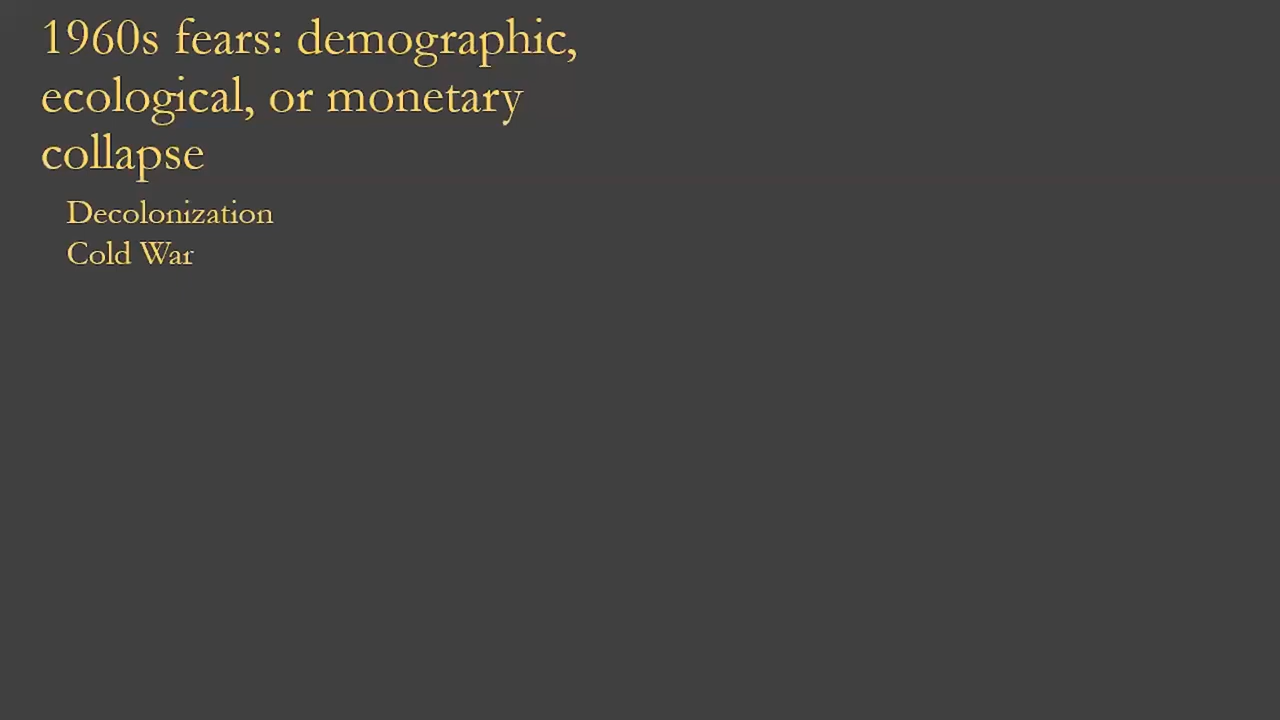 1960s fears: demographic,
ecological, or monetary
collapse
Decolonization
Cold War